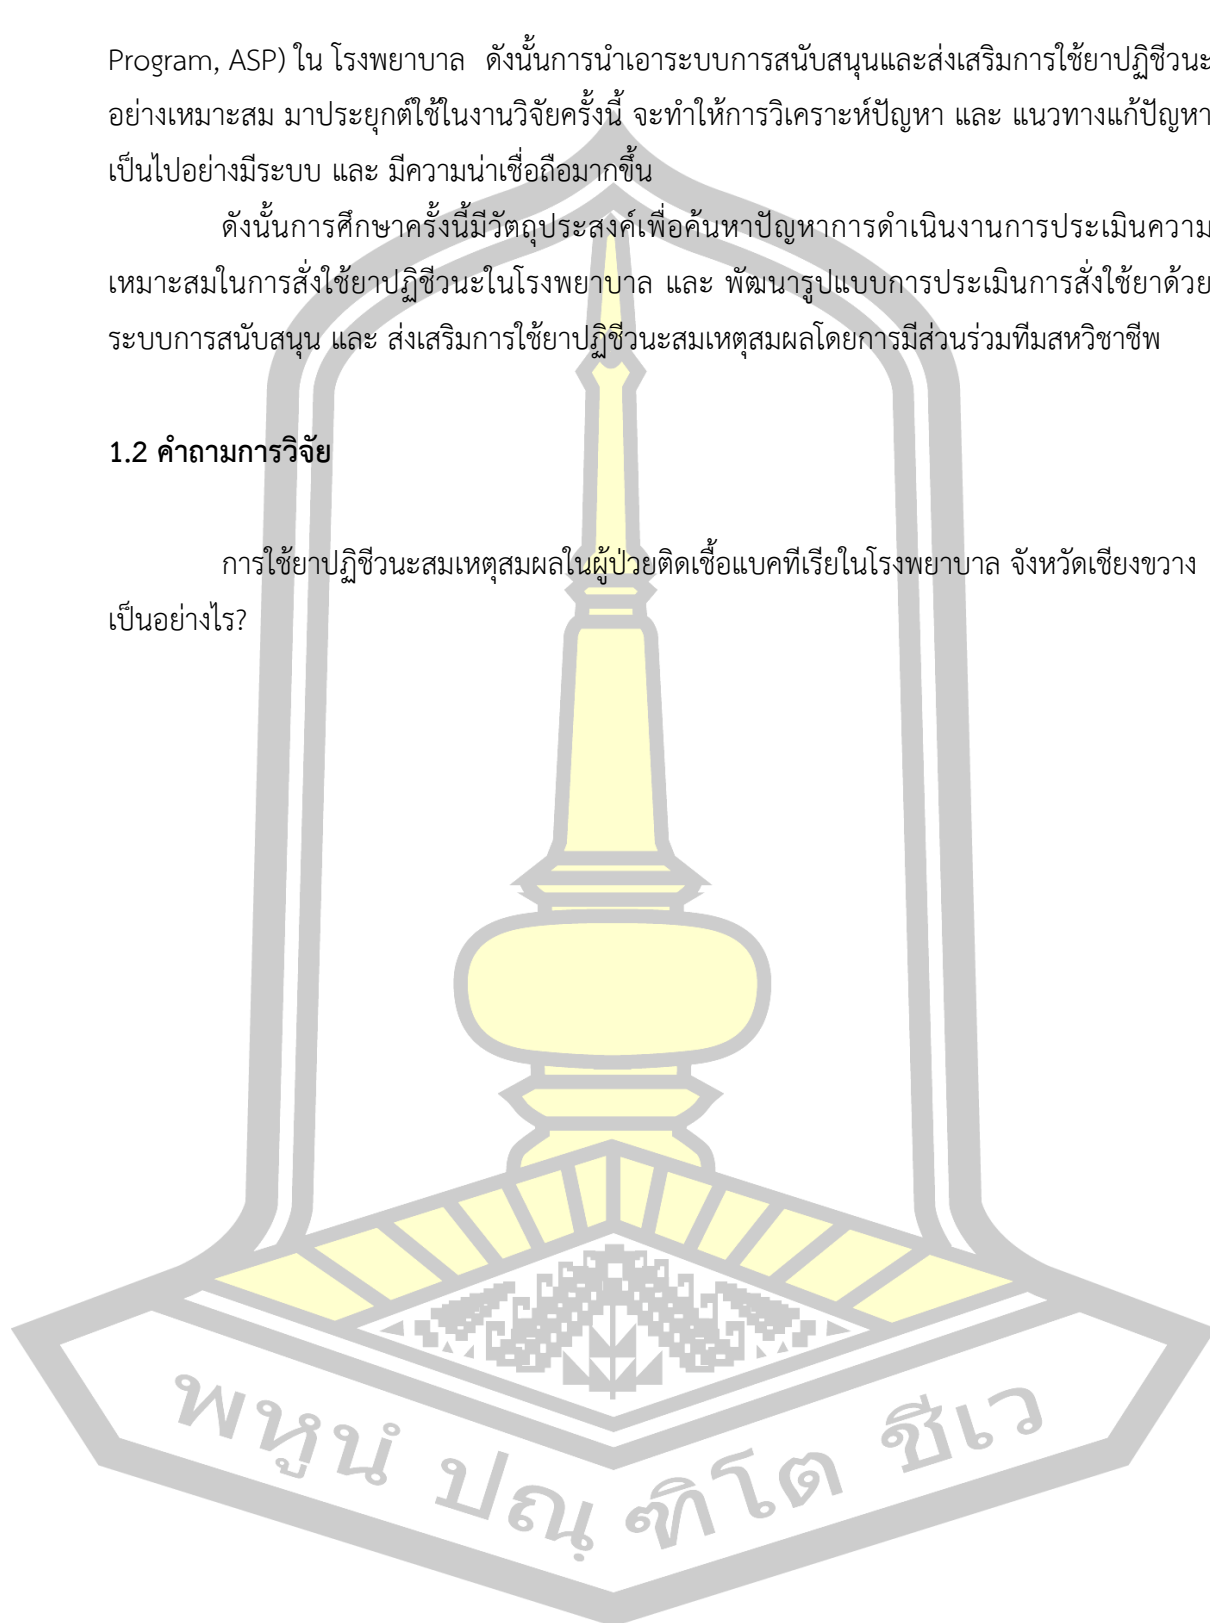 Program, ASP) ใน โรงพยาบาล ดังนั้นการนำเอาระบบการสนับสนุนและส่งเสริมการใช้ยาปฏิชีวนะ
อย่างเหมาะสม มาประยุกต์ใช้ในงานวิจัยครั้งนี้ จะทำให้การวิเคราะห์ปัญหา และ แนวทางแก้ปัญหา
เป็นไปอย่างมีระบบ และ มีความน่าเชื่อถือมากขึ้น
ดังนั้นการศึกษาครั้งนี้มีวัตถุประสงค์เพื่อค้นหาปัญหาการดำเนินงานการประเมินความ
เหมาะสมในการสั่งใช้ยาปฏิชีวนะในโรงพยาบาล และ พัฒนารูปแบบการประเมินการสั่งใช้ยาด้วย
ระบบการสนับสนุน และ ส่งเสริมการใช้ยาปฏิชีวนะสมเหตุสมผลโดยการมีส่วนร่วมทีมสหวิชาชีพ
1.2 คำถามการวิจัย
การใช้ยาปฏิชีวนะสมเหตุสมผลในผู้ป่วยติดเชื้อแบคทีเรียในโรงพยาบาล จังหวัดเชียงขวาง
เป็นอย่างไร?
พหูนํ ปณฺ ฑิโต ชีเว